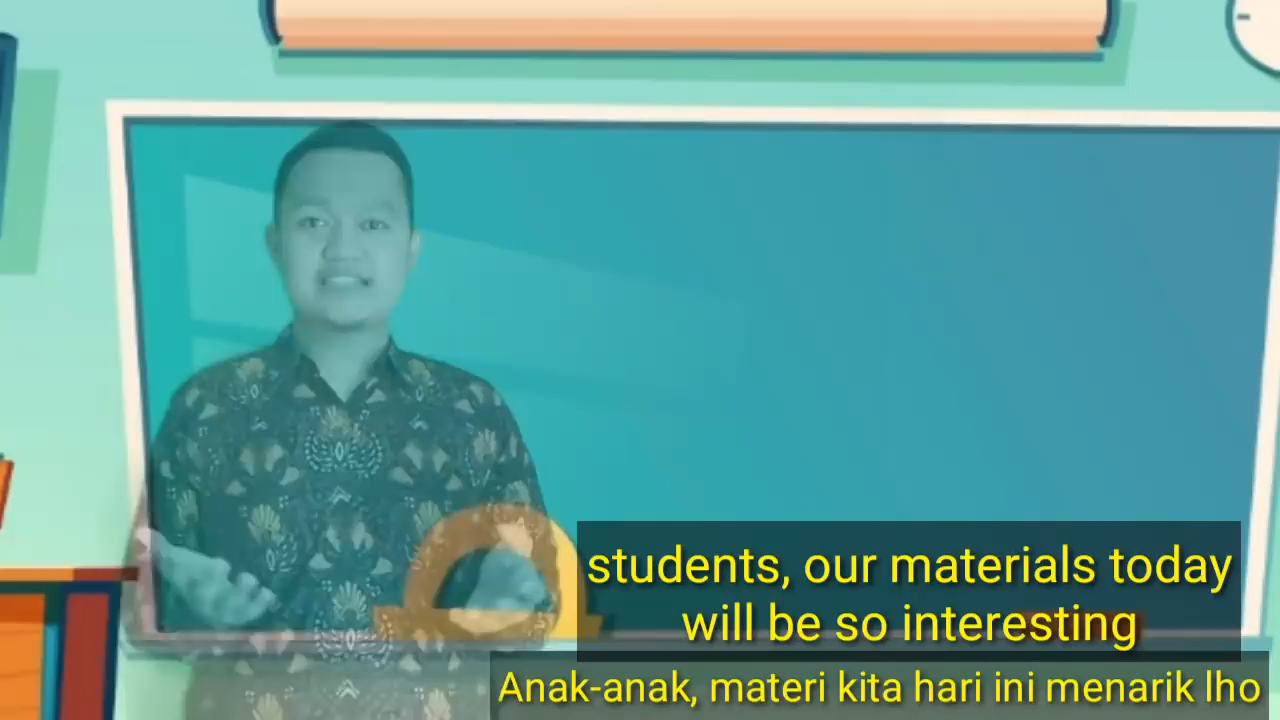 students, our materials today
will be so interesting
Anak-anak, materi kita hari ini menarik lho